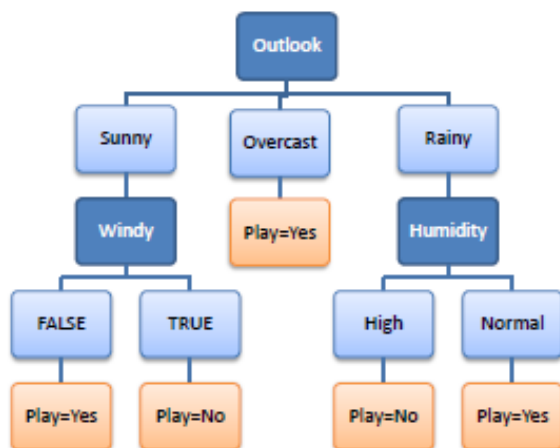 Outlook
Sunny
Overcast
Rainy
Windy
Play=Yes
Humidity
FALSE
TRUE
High
Normal
Play=Yes
Play=No
Play=No
Play=Yes